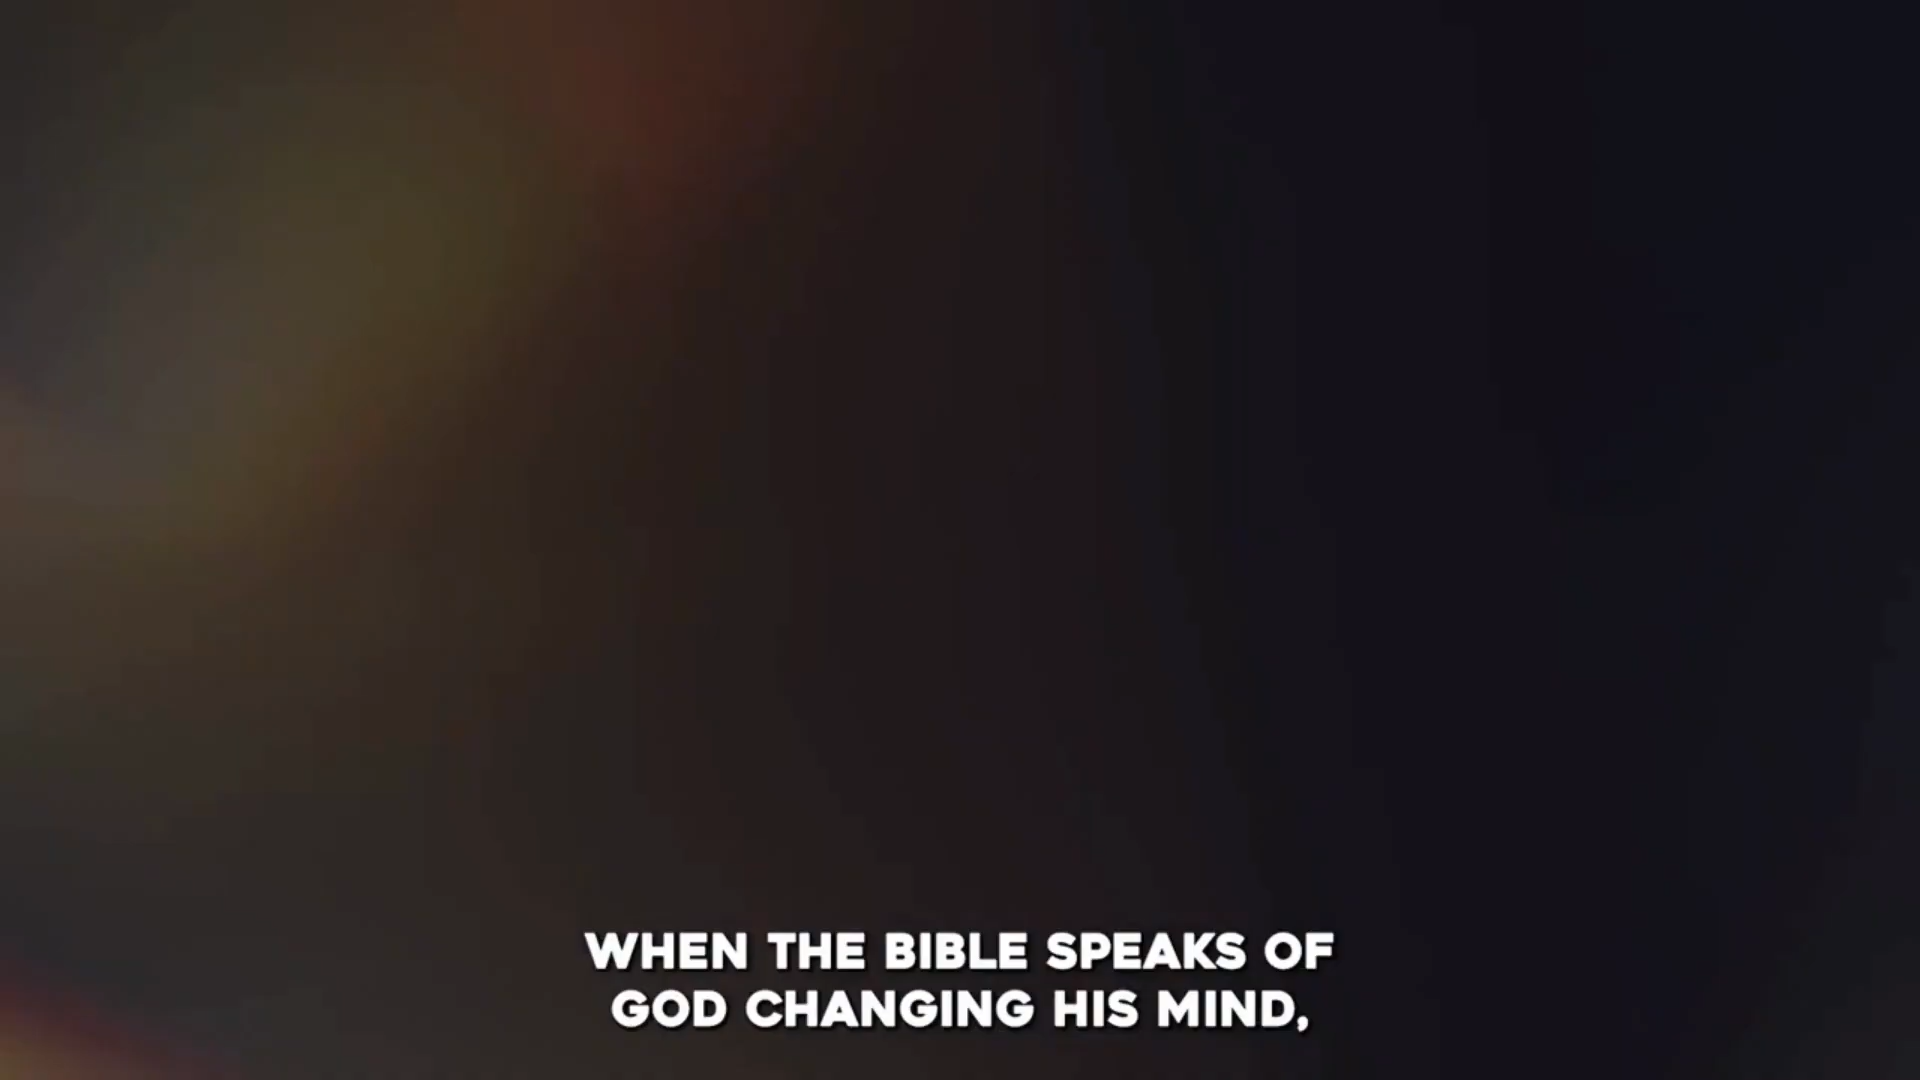 WHEN THE BIBLE SPEAKS OF
GOD CHANGING HIS MIND,